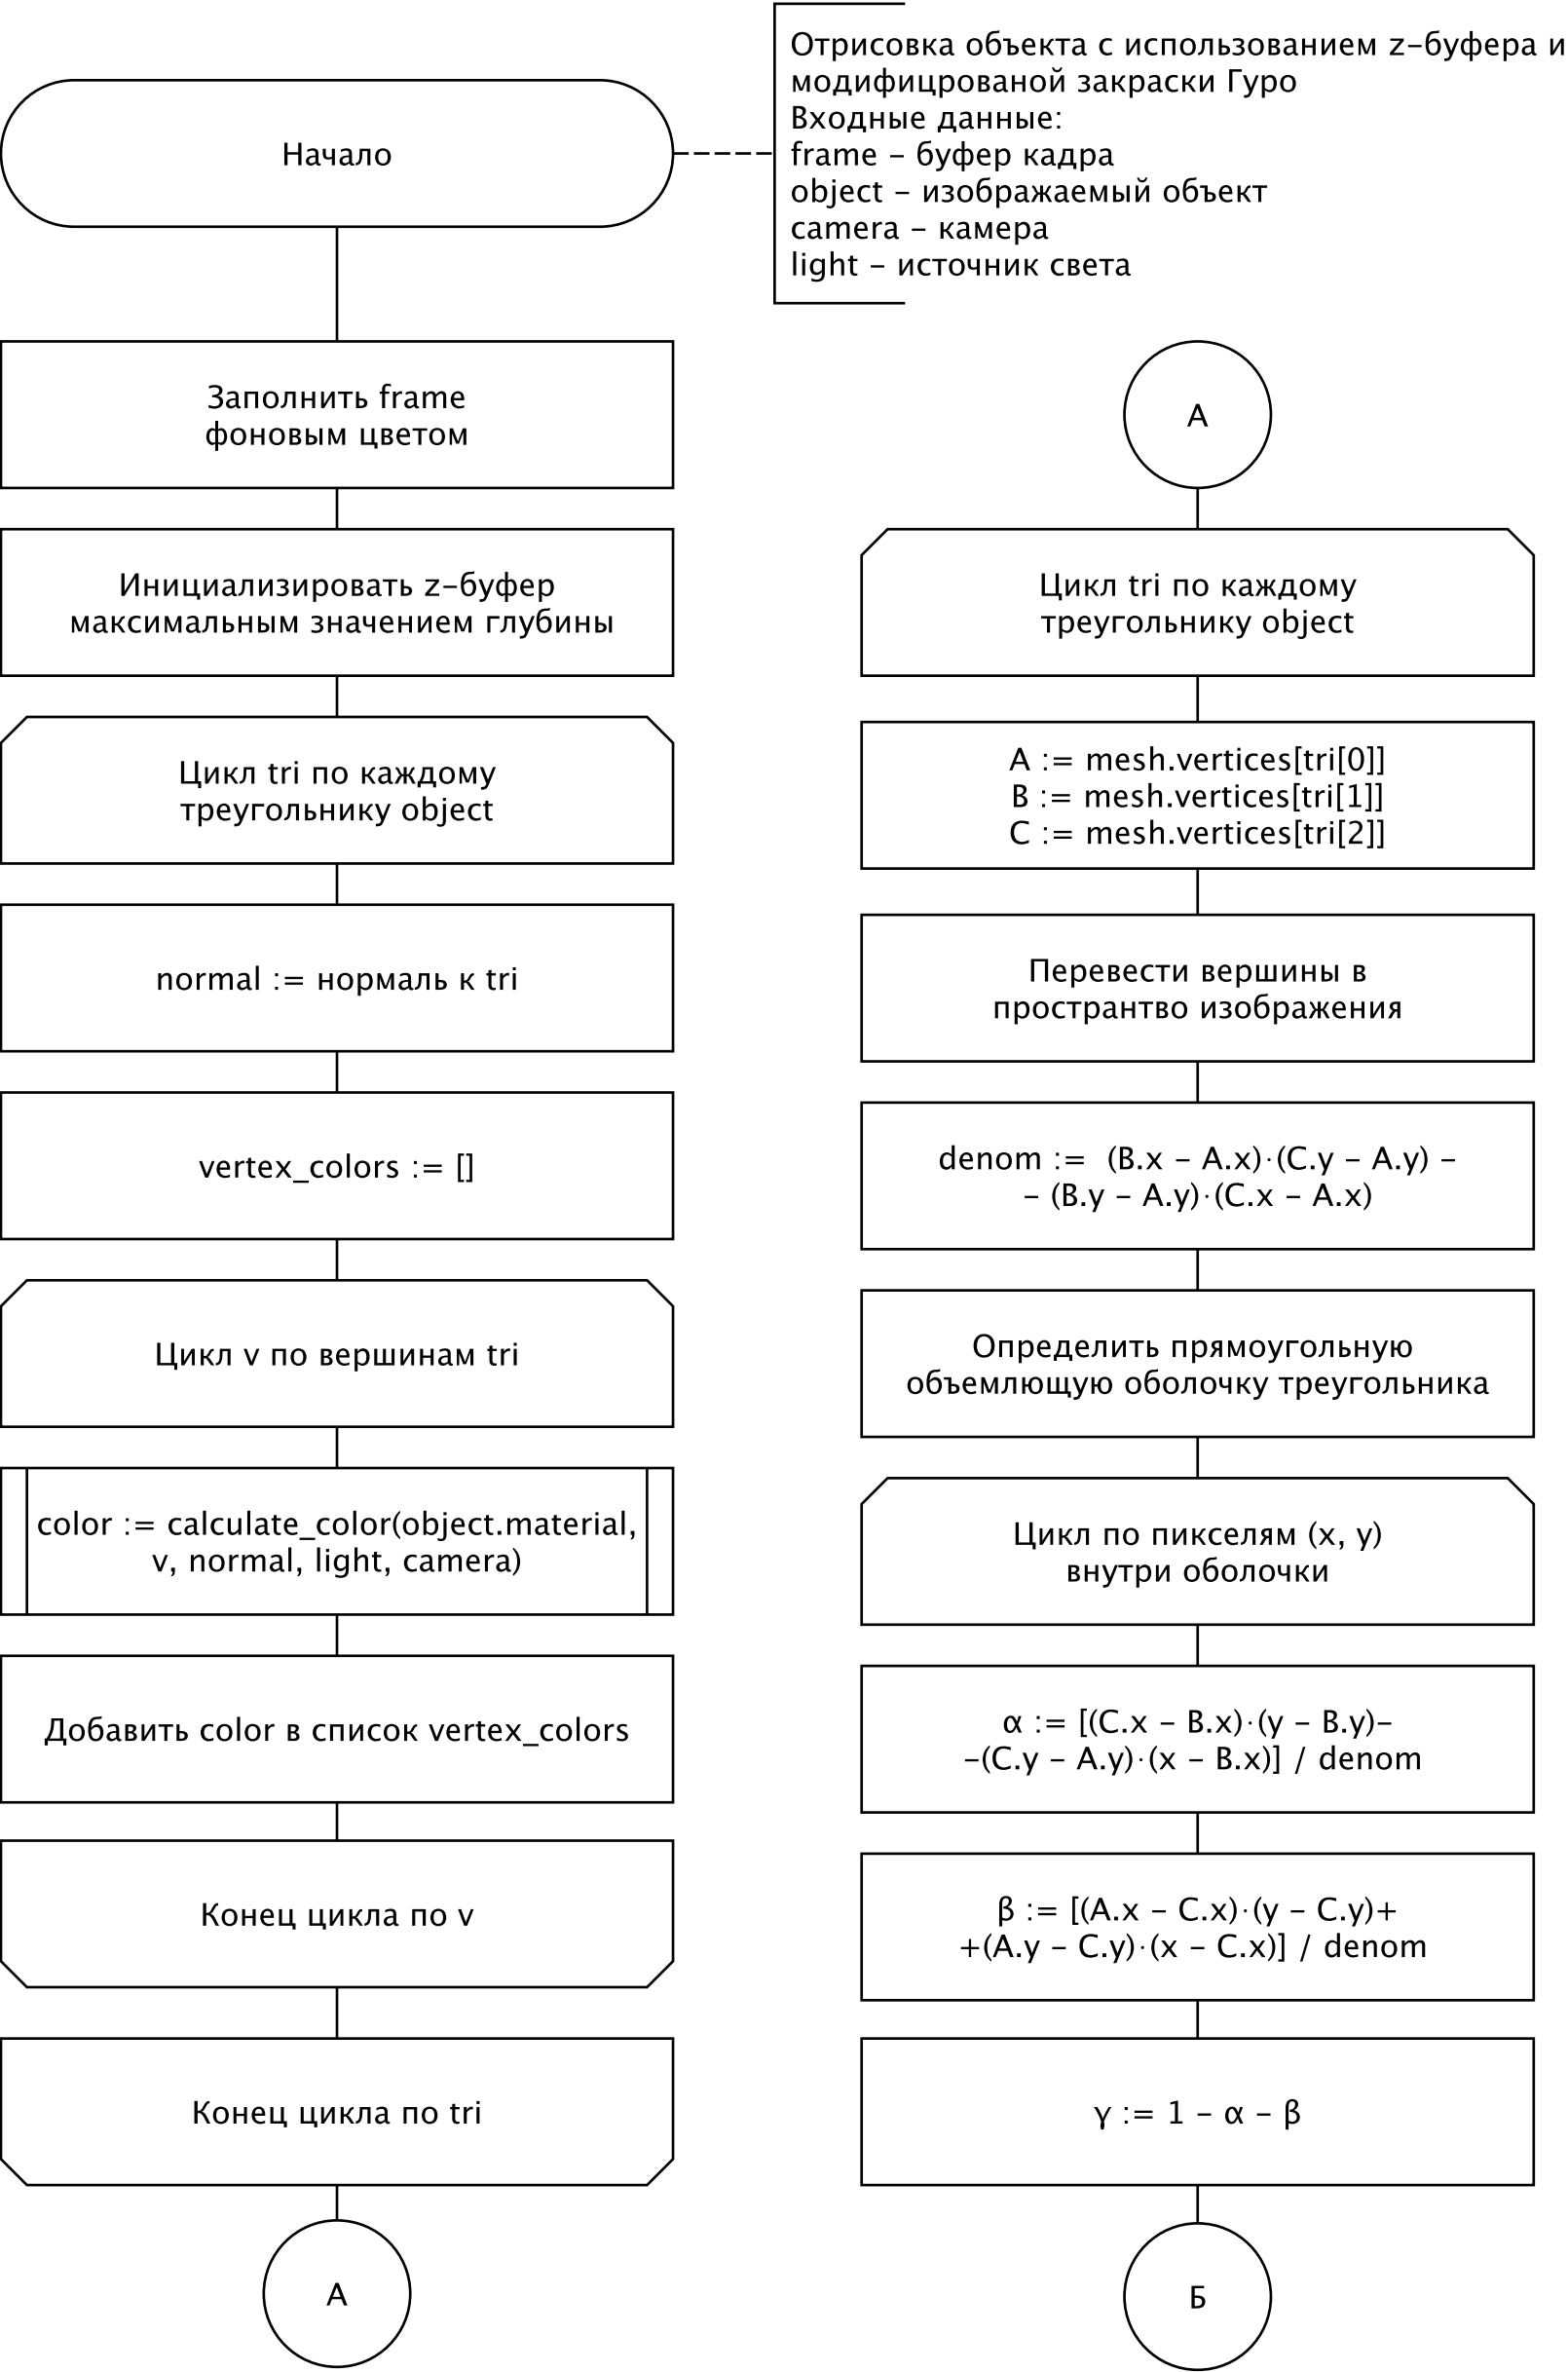 Отрисовка объекта с использованием z-буфера и
модифицрованой закраски Гуро
Входные данные:
frame – буфер кадра
object – изображаемый объект
camera – камера
light – источник света
Начало
Заполнить frame
фоновым цветом
Инициализировать z-буфер
максимальным значением глубины
Цикл tri по каждому
треугольнику object
normal := нормаль к tri
vertex_colors := []
Цикл v по вершинам tri
color := calculate_color(object.material,
v, normal, light, camera)
Добавить color в список vertex_colors
Конец цикла по v
Конец цикла по tri
А
А
Цикл tri по каждому
треугольнику object
A := mesh.vertices[tri[0]]
B := mesh.vertices[tri[1]]
C := mesh.vertices[tri[2]]
Перевести вершины в
пространтво изображения
denom := (B.x – A.x)·(C.y – A.y) –
– (B.y – A.y)·(C.x – A.x)
Определить прямоугольную
объемлющую оболочку треугольника
Цикл по пикселям (x, y)
внутри оболочки
α := [(C.x – B.x)·(y – B.y)–
–(C.y – A.y)·(x – B.x)] / denom
β := [(A.x – C.x)·(y – C.y)+
+(A.y – C.y)·(x – C.x)] / denom
γ := 1 – α – β
Б